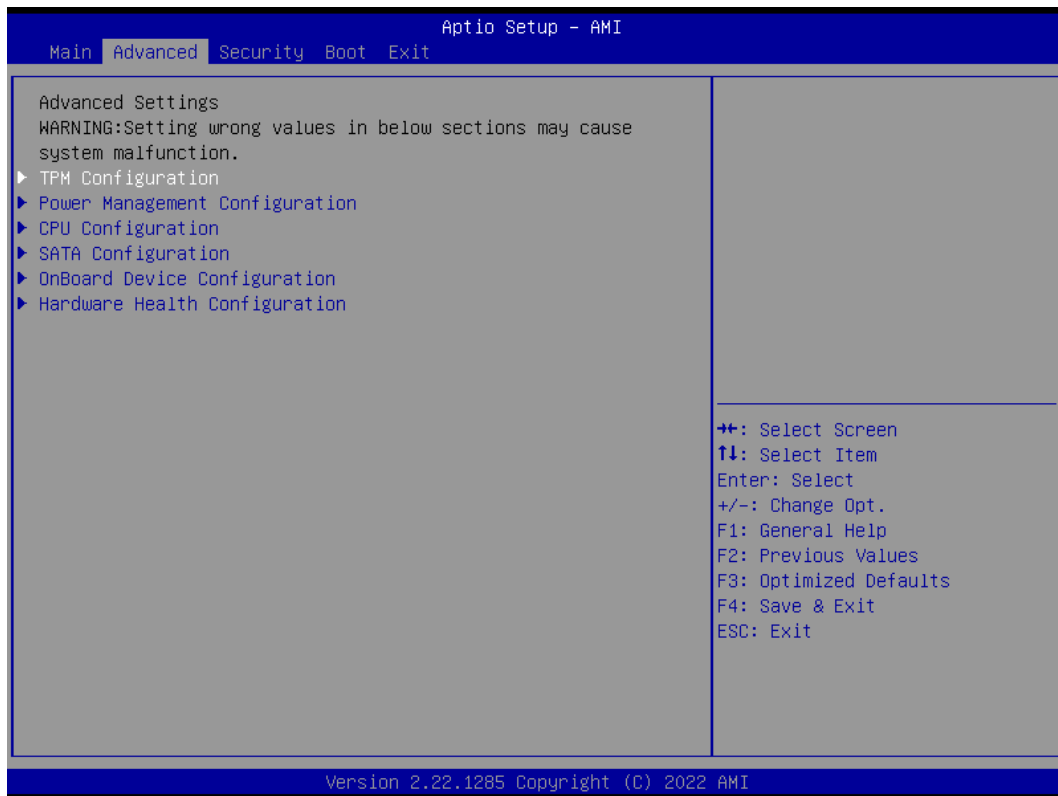 Aptio Setup – AMI
Main Advanced Security Boot Exit
Advanced Settings
WARNING:Setting wrong values in below sections may cause
system malfunction.
▶ TPM Configuration
▶ Power Management Configuration
▶ CPU Configuration
▶ SATA Configuration
▶ OnBoard Device Configuration
▶ Hardware Health Configuration
→←: Select Screen
↑↓: Select Item
Enter: Select
+/-: Change Opt.
F1: General Help
F2: Previous Values
F3: Optimized Defaults
F4: Save & Exit
ESC: Exit
Version 2.22.1285 Copyright (C) 2022 AMI